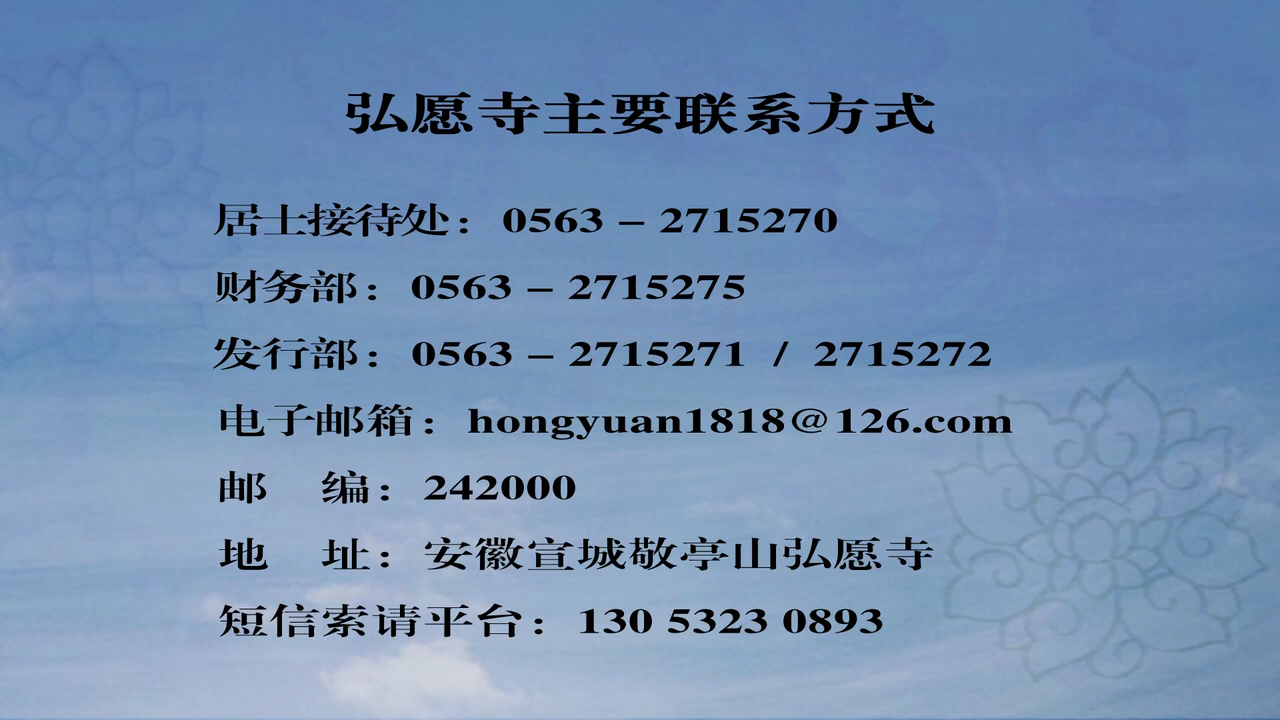 弘愿寺主要联系方式
居士接待处：0563 – 2715270
财务部：0563 – 2715275
发行部：0563 – 2715271 / 2715272
电子邮箱：hongyuan1818@126.com
邮　编：242000
地　址：安徽宣城敬亭山弘愿寺
短信索请平台：130 5323 0893